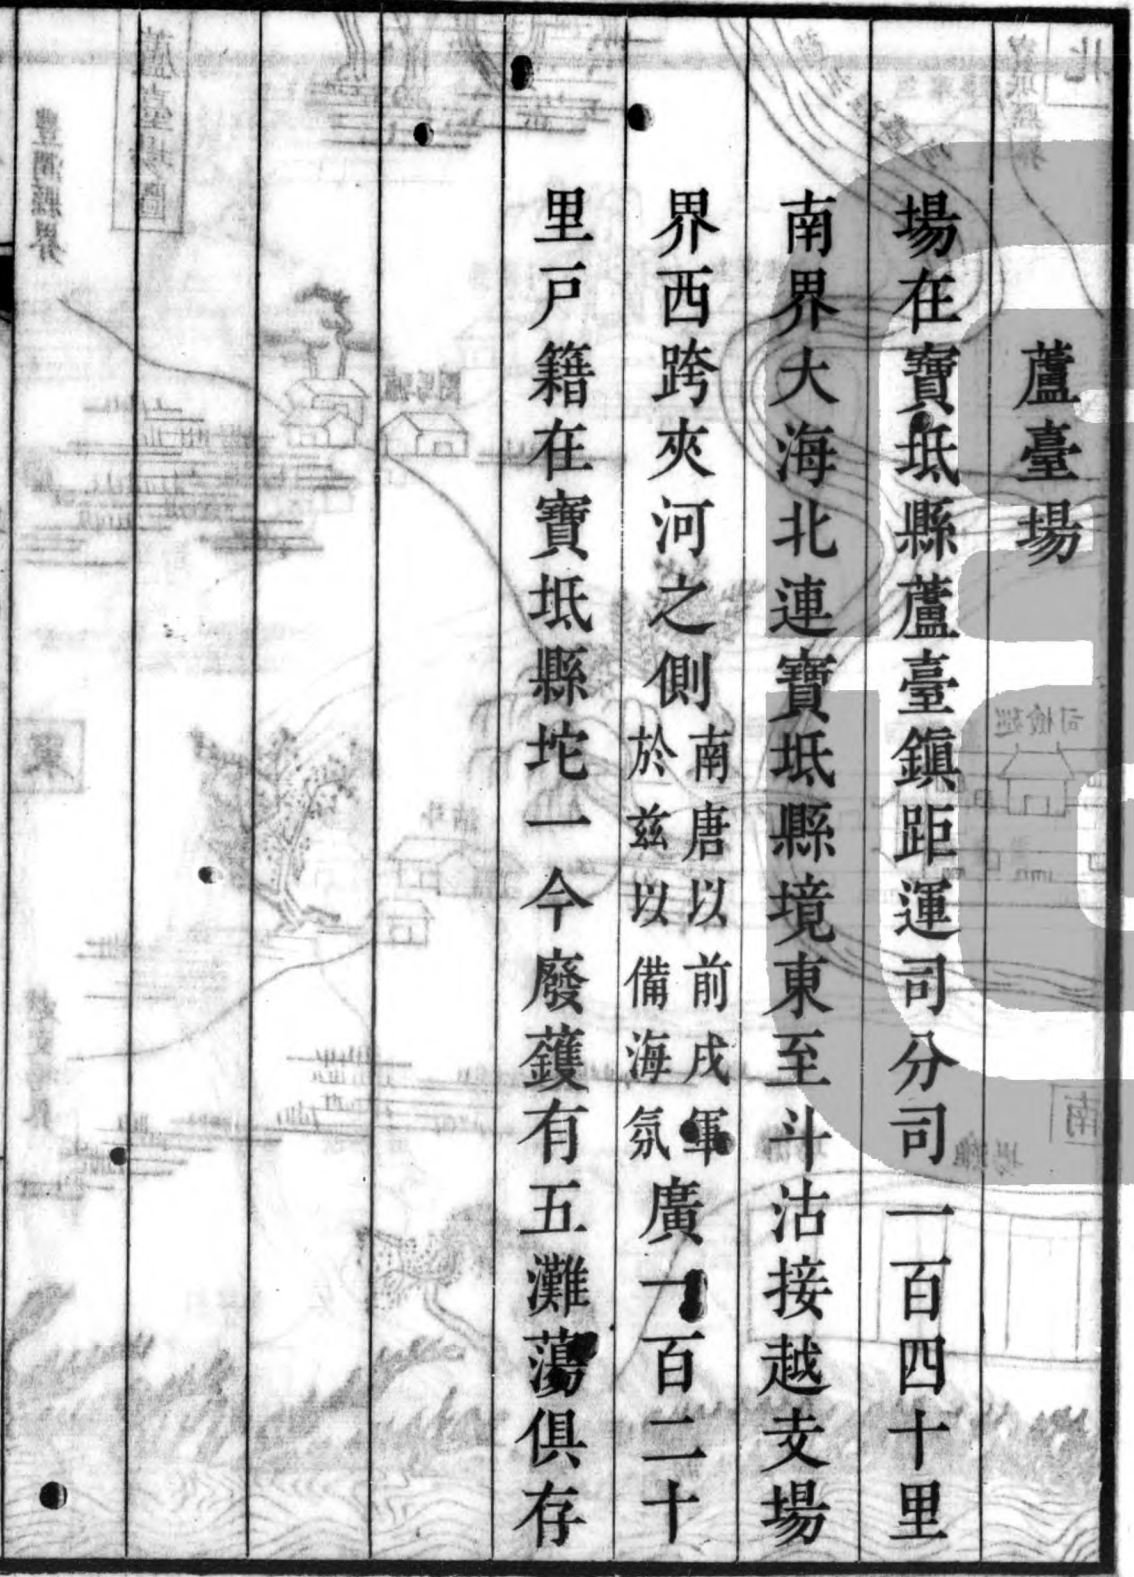 蘆臺場
場在寶坻縣蘆臺鎮距運司分司一百四十里
南界大海北連寶坻縣境東至斗沽接越支場
界西跨夾河之側南唐以前戍軍於兹以備海氛廣一百二十
里戸籍在寶坻縣坨一今廢䕶有五灘蕩俱存